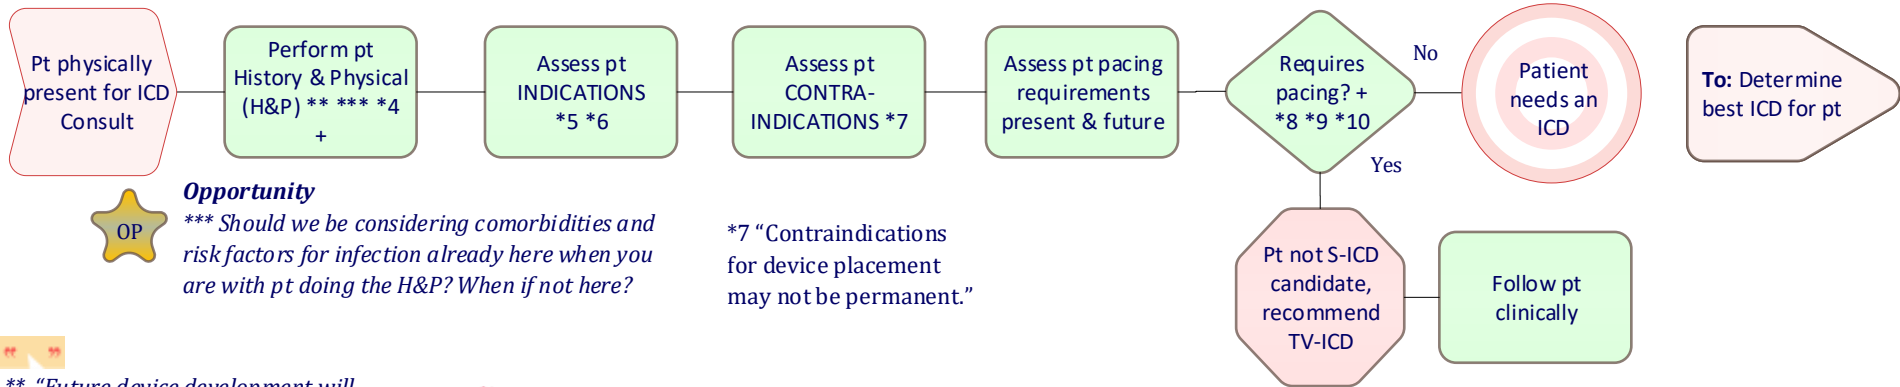 Pt physically
present for ICD
Consult
Perform pt
History & Physical
(H&P) ** *** *4
+
Assess pt
INDICATIONS
*5 *6
Assess pt
CONTRA-
INDICATIONS *7
Assess pt pacing
requirements
present & future
Requires
pacing? +
*8 *9 *10
No
Yes
Patient
needs an
ICD
To: Determine
best ICD for pt
OP
Opportunity
*** Should we be considering comorbidities and
risk factors for infection already here when you
are with pt doing the H&P? When if not here?
*7 “Contraindications
for device placement
may not be permanent.”
Pt not S-ICD
candidate,
recommend
TV-ICD
Follow pt
clinically
** “Future device development will